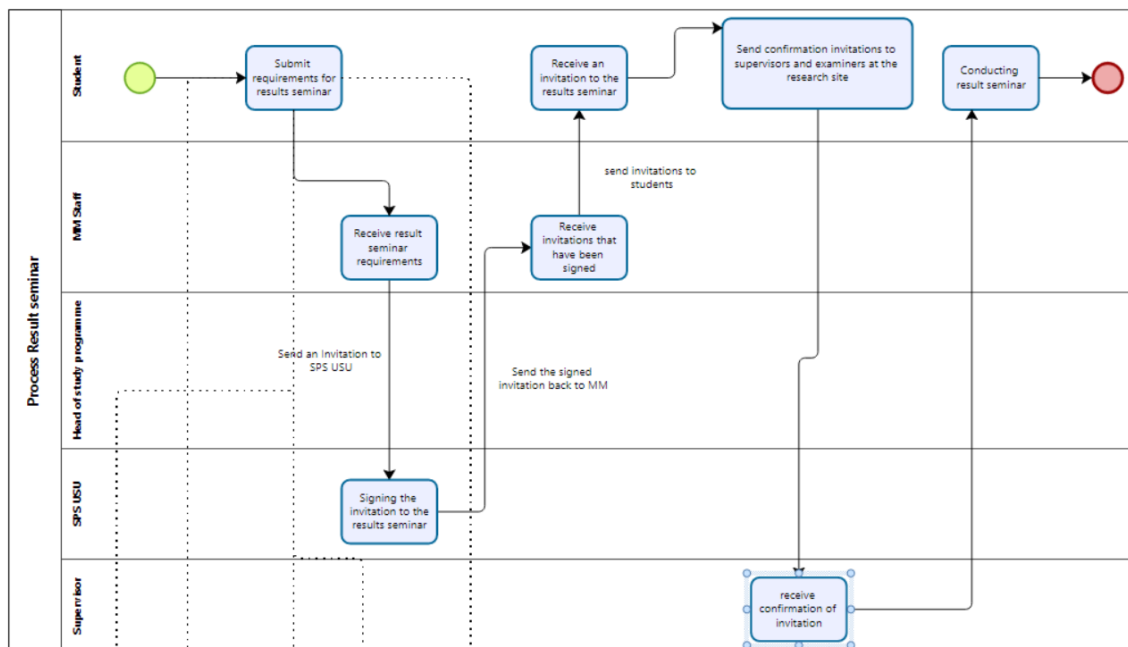 Process Result seminar
Student
Submit
requirements for
results seminar
Receive an
invitation to the
results seminar
Send confirmation invitations to
supervisors and examiners at the
research site
Conducting
result seminar
MM Staff
Receive result
seminar
requirements
Receive
invitations that
have been
signed
send invitations to
students
Head of study programme
Send an Invitation to
SPS USU
Send the signed
invitation back to MM
SPS USU
Signing the
invitation to the
results seminar
Supervisor
receive
confirmation of
invitation